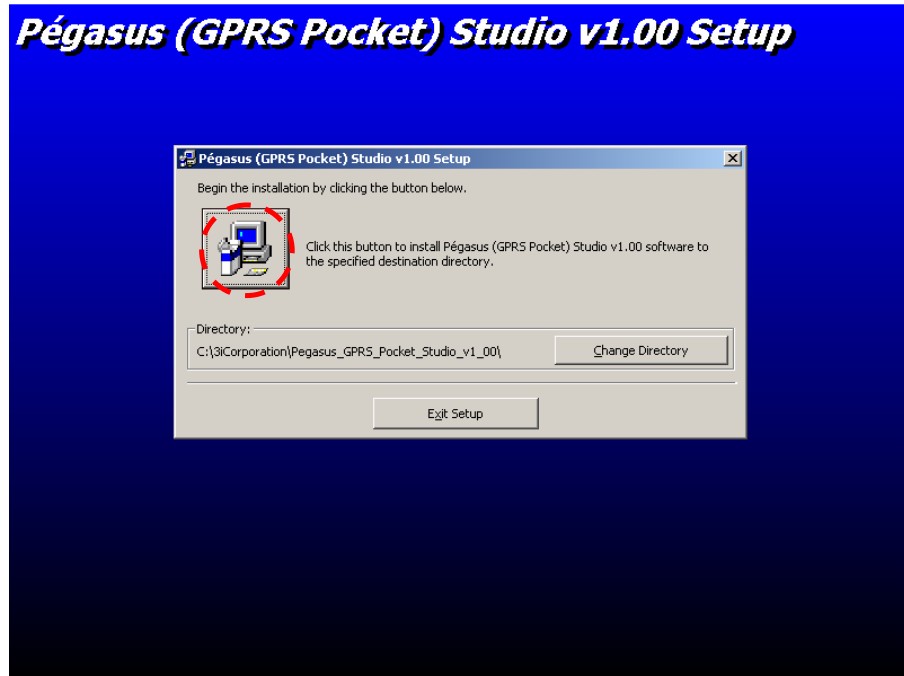 Pégasus (GPRS Pocket) Studio v1.00 Setup
Pégasus (GPRS Pocket) Studio v1.00 Setup
Begin the installation by clicking the button below.
Click this button to install Pégasus (GPRS Pocket) Studio v1.00 software to
the specified destination directory.
Directory:
C:\3iCorporation\Pegasus_GPRS_Pocket_Studio_v1_00\
Change Directory
Exit Setup